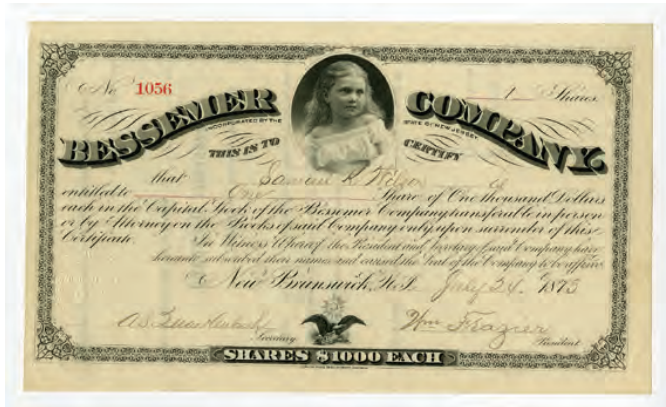 No 1056
1 Shares
BESSEMER COMPANY.
INCORPORATED BY THE STATE OF NEW JERSEY
THIS IS TO CERTIFY
that Samuel R Wilson of
entitled to One Share of One thousand Dollars
each in the Capital Stock of the Bessemer Company transferable in person
or by Attorney on the Books of said Company only upon surrender of this
Certificate. In Witness Whereof the President and Secretary of said Company have
hereunto subscribed their names and caused the Seal of the Company to be affixed
New Brunswick, N.J. July 24 1875
Secretary
Wm Frazier
President
SHARES $1000 EACH